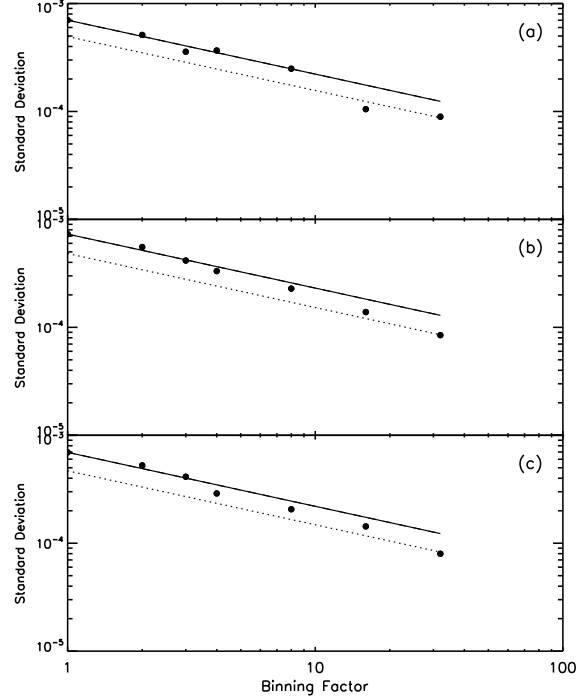 10⁻³
(a)
Standard Deviation
10⁻⁴
10⁻⁵
10⁻³
(b)
Standard Deviation
10⁻⁴
10⁻⁵
10⁻³
(c)
Standard Deviation
10⁻⁴
10⁻⁵
1 10 100
Binning Factor